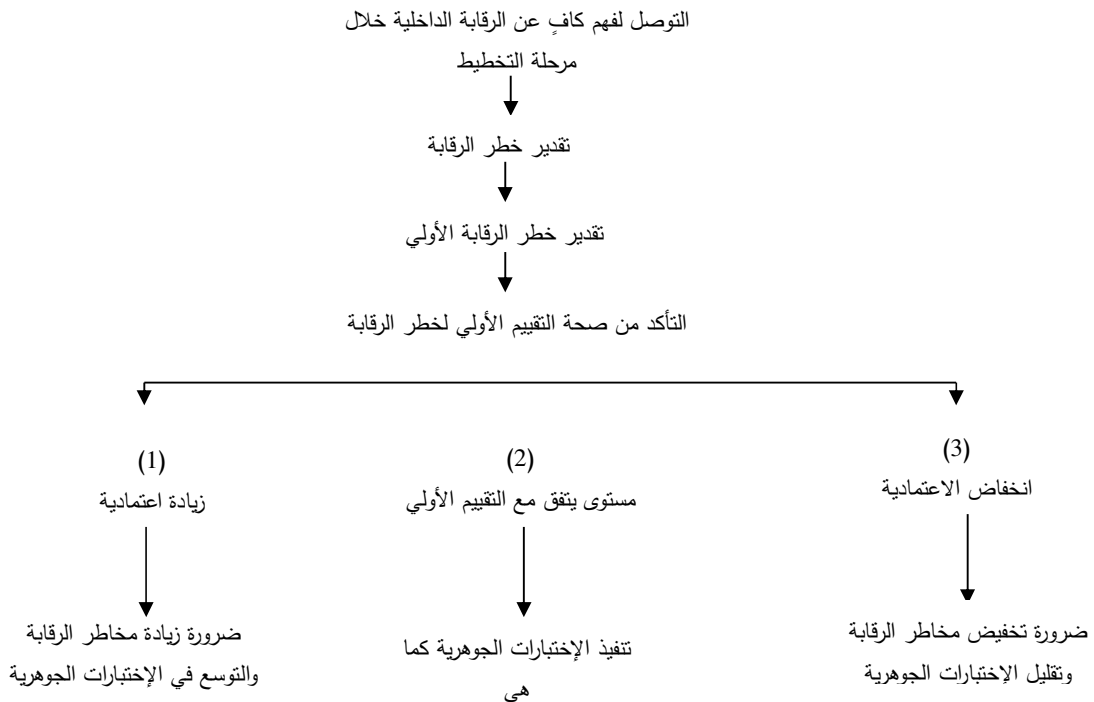 التوصل لفهم كافٍ عن الرقابة الداخلية خلال
مرحلة التخطيط
تقدير خطر الرقابة
تقدير خطر الرقابة الأولي
التأكد من صحة التقييم الأولي لخطر الرقابة
(3)
انخفاض الاعتمادية
ضرورة تخفيض مخاطر الرقابة
وتقليل الإختبارات الجوهرية
(2)
مستوى يتفق مع التقييم الأولي
تنفيذ الإختبارات الجوهرية كما
هي
(1)
زيادة اعتمادية
ضرورة زيادة مخاطر الرقابة
والتوسع في الإختبارات الجوهرية